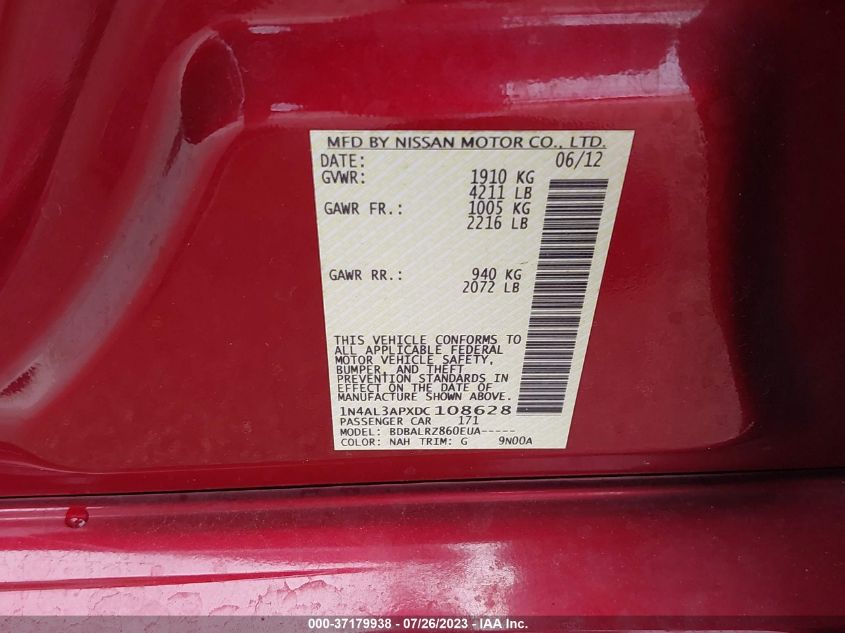 MFD BY NISSAN MOTOR CO., LTD.
DATE: 06/12
GVWR: 1910 KG
4211 LB
GAWR FR.: 1005 KG
2216 LB
GAWR RR.: 940 KG
2072 LB
THIS VEHICLE CONFORMS TO
ALL APPLICABLE FEDERAL
MOTOR VEHICLE SAFETY,
BUMPER, AND THEFT
PREVENTION STANDARDS IN
EFFECT ON THE DATE OF
MANUFACTURE SHOWN ABOVE.
1N4AL3APXDC108628
PASSENGER CAR 171
MODEL: BDBALRZ860EUA-----
COLOR: NAH TRIM: G 9N00A
000-37179938 - 07/26/2023 - IAA Inc.